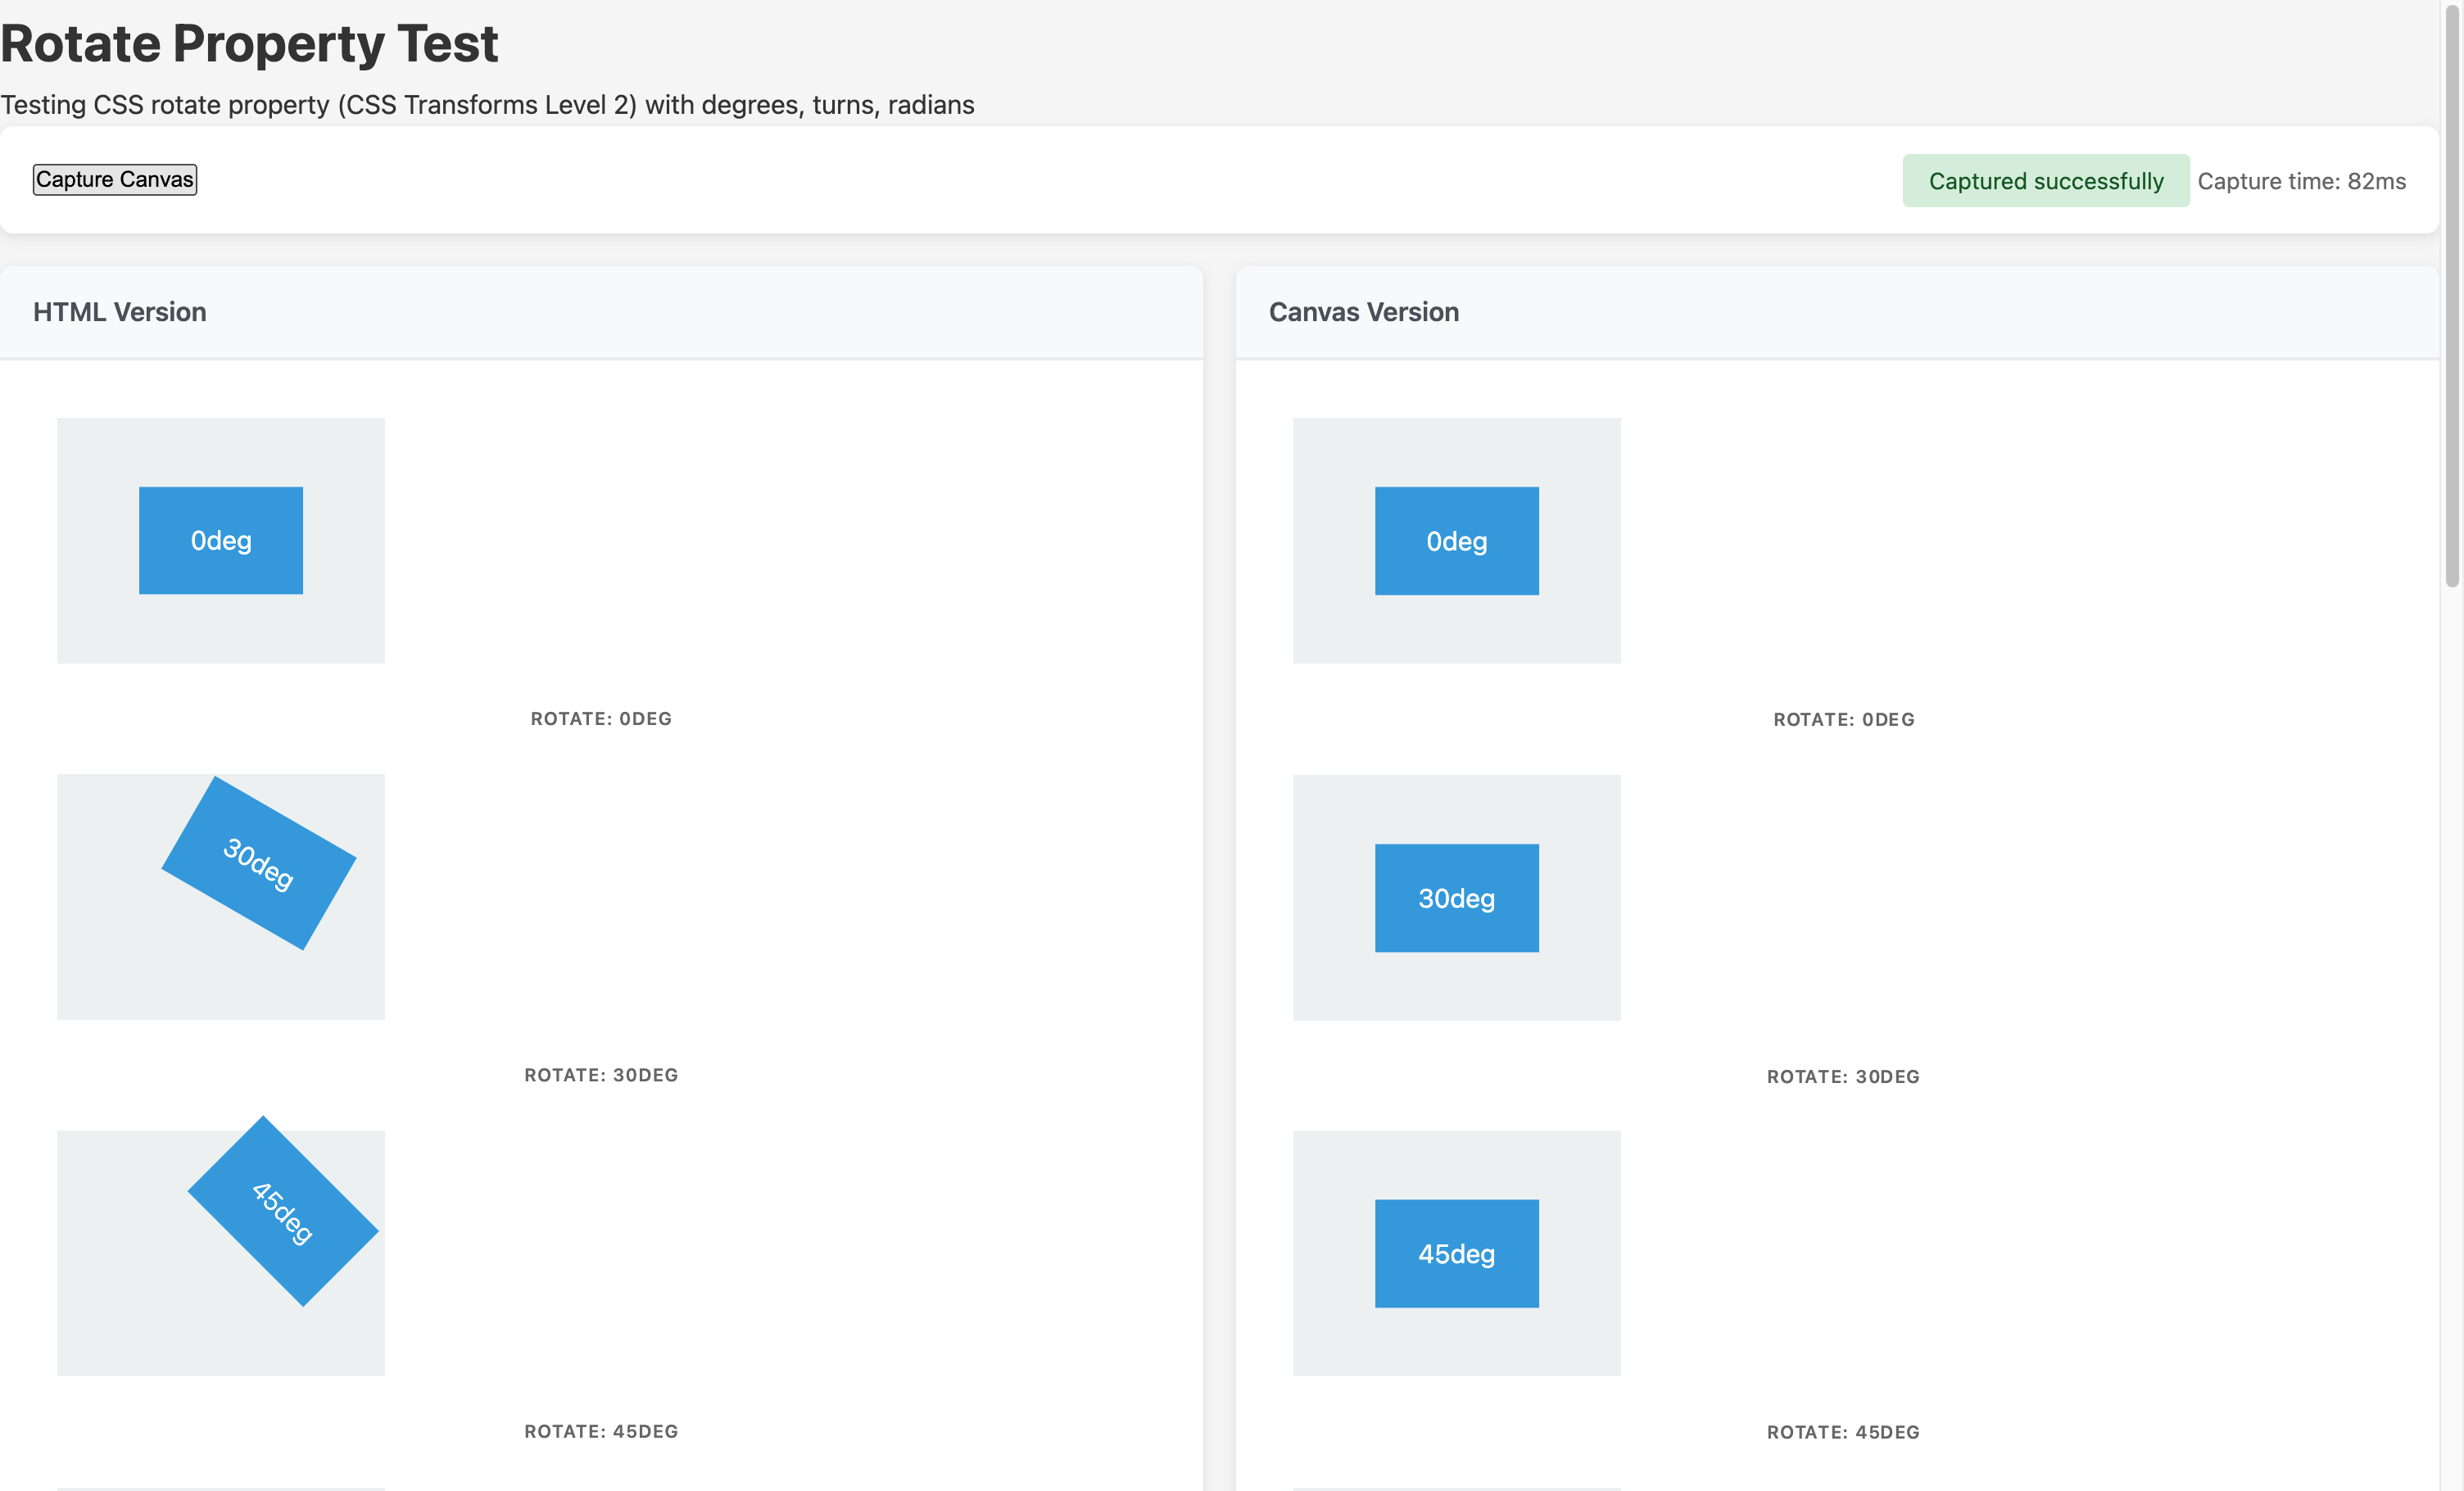 Rotate Property Test
Testing CSS rotate property (CSS Transforms Level 2) with degrees, turns, radians
Capture Canvas
Captured successfully
Capture time: 82ms
HTML Version
0deg
ROTATE: 0DEG
30deg
ROTATE: 30DEG
45deg
ROTATE: 45DEG
Canvas Version
0deg
ROTATE: 0DEG
30deg
ROTATE: 30DEG
45deg
ROTATE: 45DEG